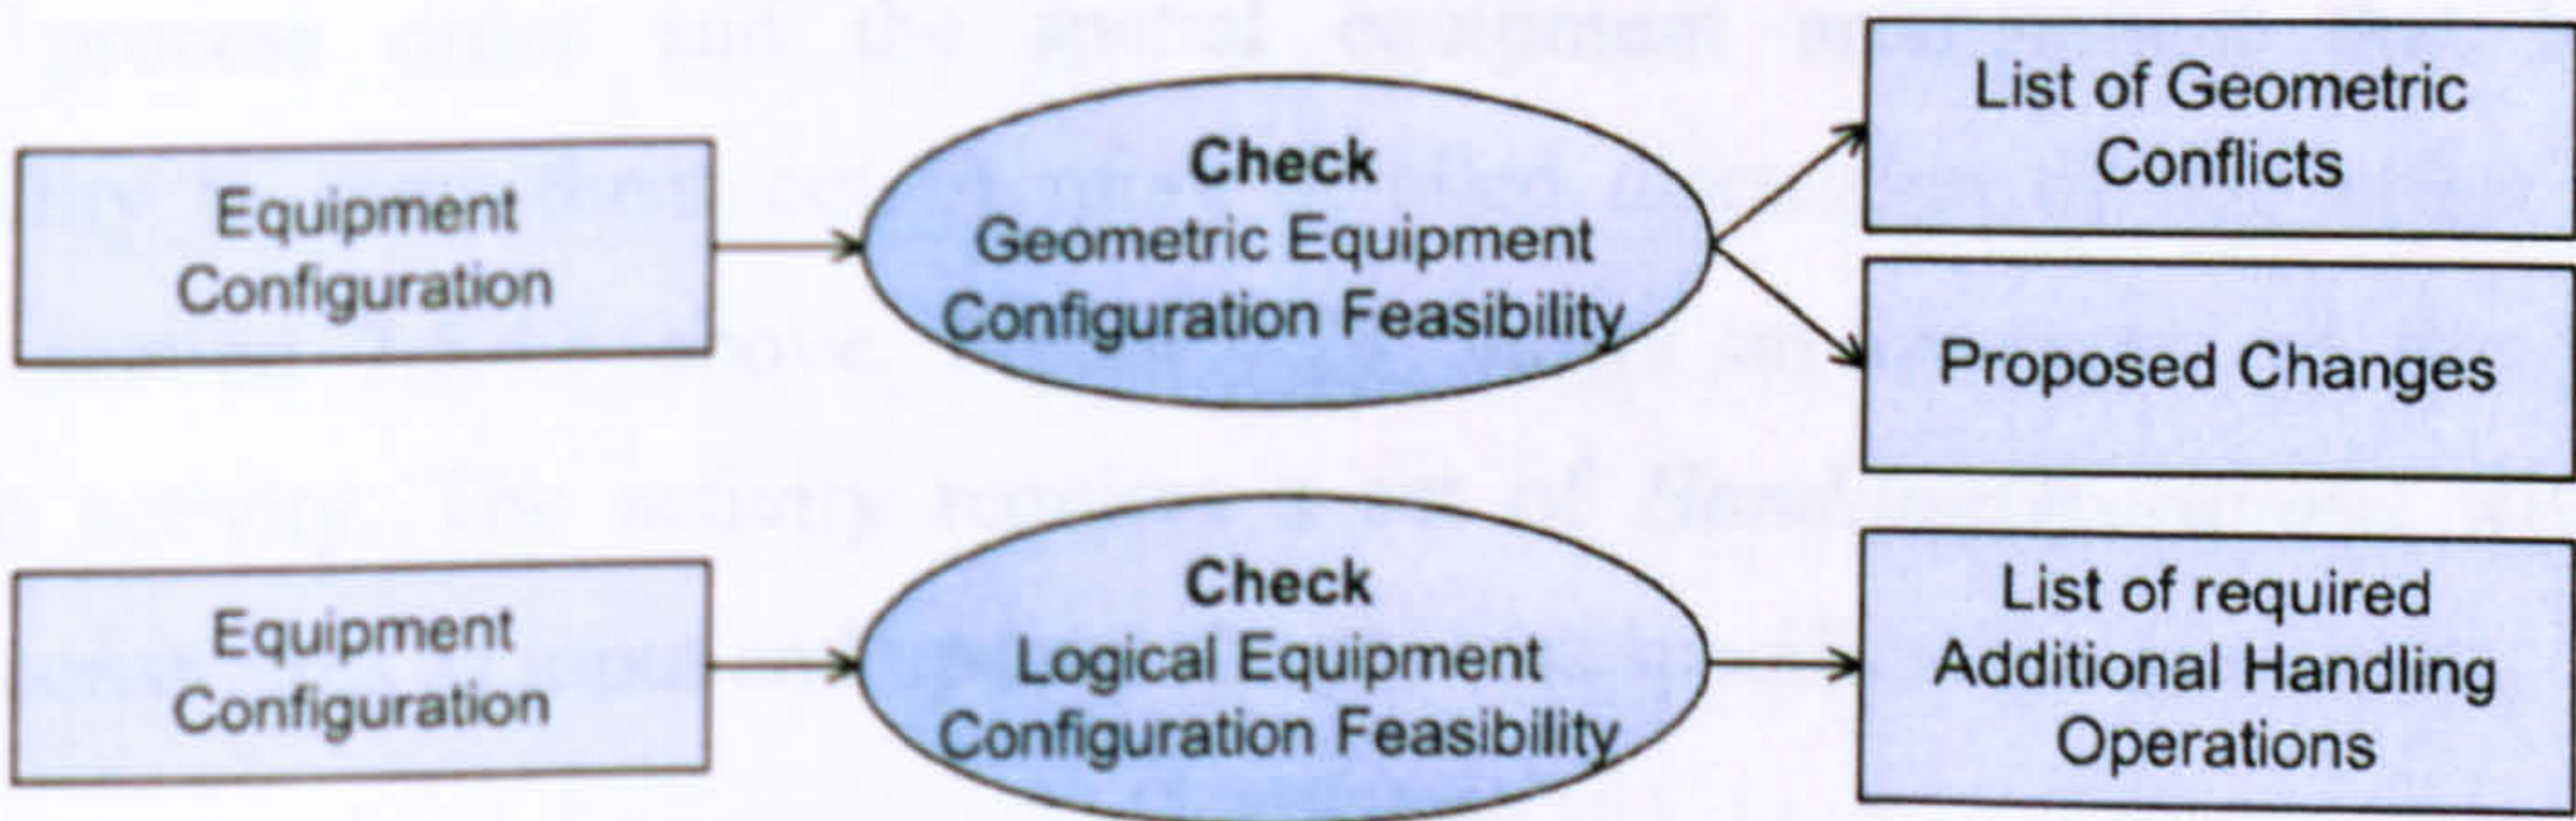 Equipment
Configuration
Check
Geometric Equipment
Configuration Feasibility
List of Geometric
Conflicts
Proposed Changes
Equipment
Configuration
Check
Logical Equipment
Configuration Feasibility
List of required
Additional Handling
Operations